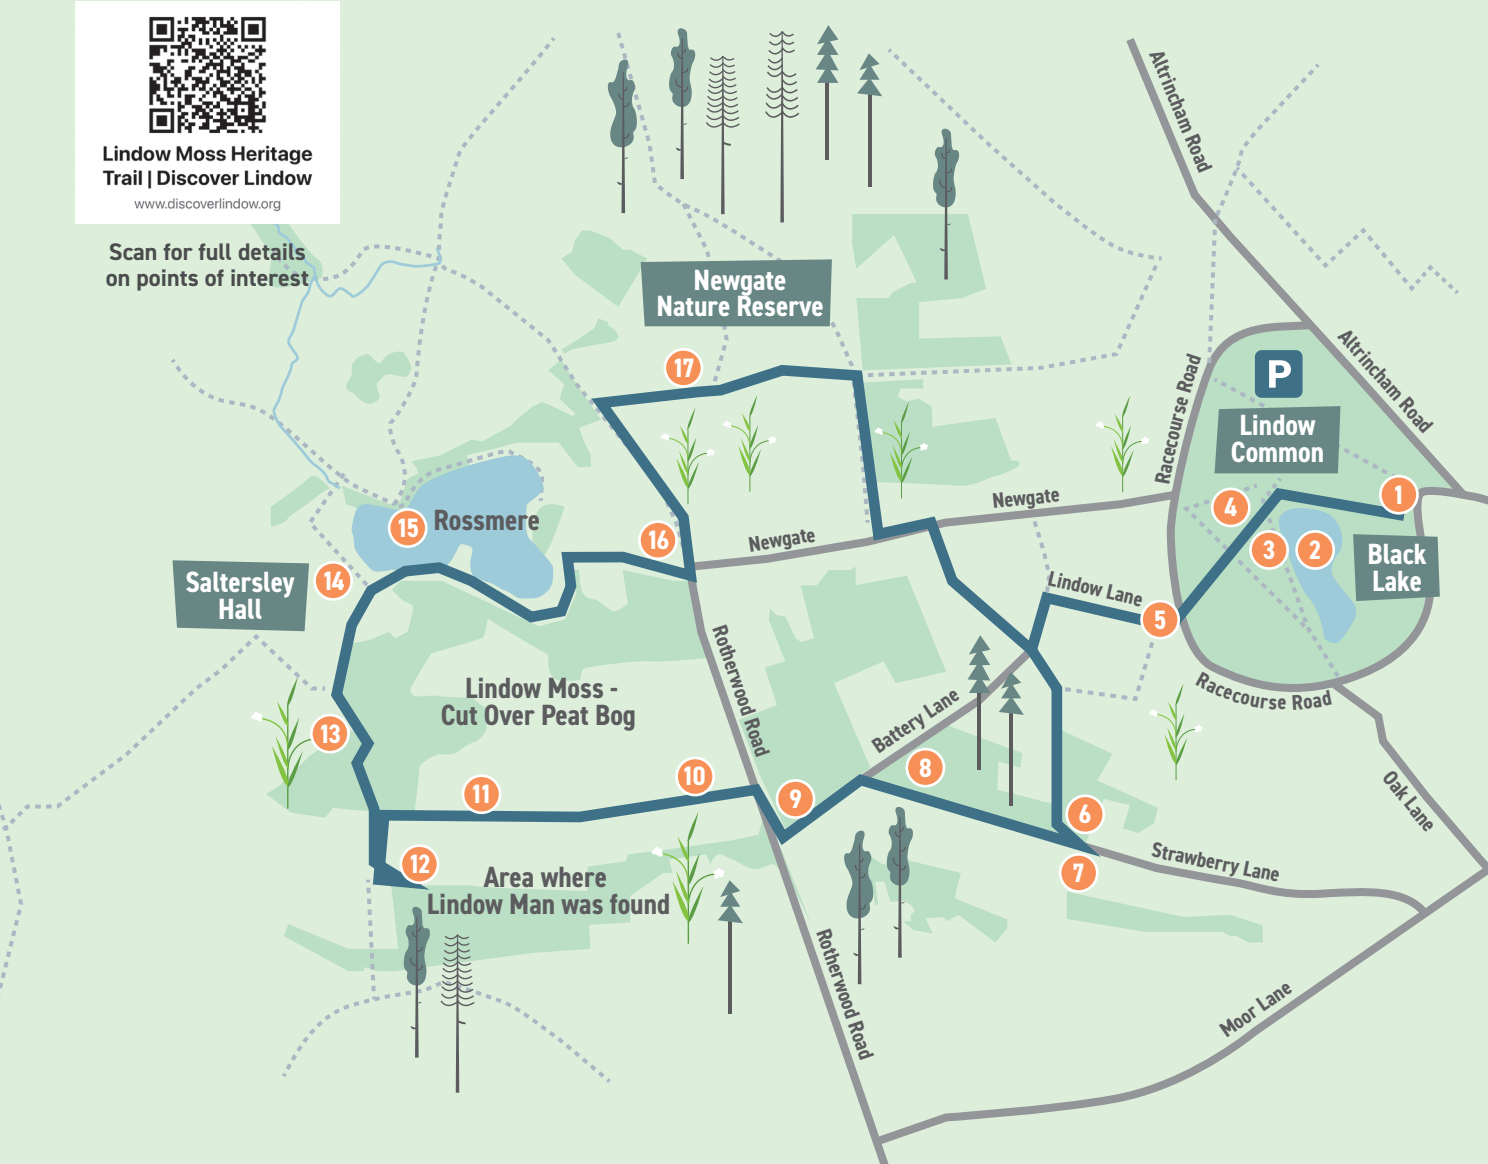 Lindow Moss Heritage
Trail | Discover Lindow
www.discoverlindow.org
Scan for full details
on points of interest
Newgate
Nature Reserve
Altrincham Road
Altrincham Road
Racecourse Road
P
Lindow
Common
17
1
4
3
2
Black
Lake
Newgate
Newgate
16
15
Rossmere
Saltersley
Hall
14
Lindow Lane
5
Racecourse Road
Rotherwood Road
Lindow Moss -
Cut Over Peat Bog
13
Battery Lane
8
10
11
9
6
7
Oak Lane
Strawberry Lane
12
Area where
Lindow Man was found
Rotherwood Road
Moor Lane